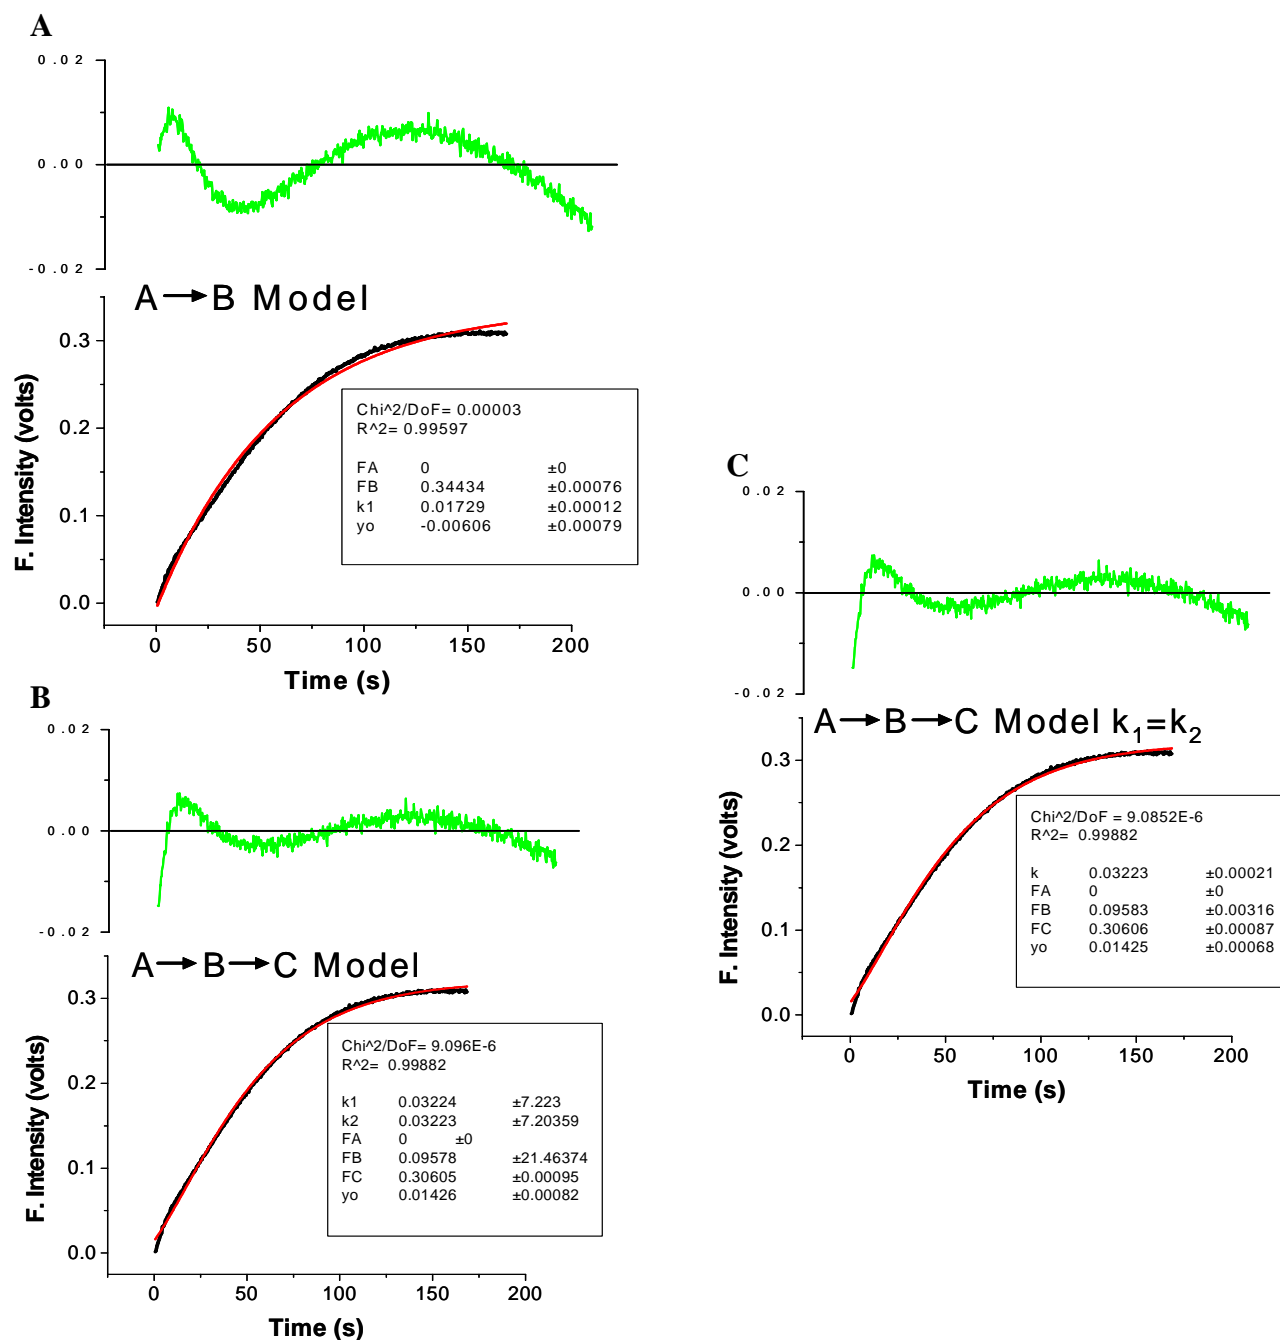 A
0.02
0.00
-0.02
A→B Model
0.3
0.2
0.1
0.0
F. Intensity (volts)
Chi^2/DoF= 0.00003
R^2= 0.99597
FA 0 ±0
FB 0.34434 ±0.00076
k1 0.01729 ±0.00012
yo -0.00606 ±0.00079
0 50 100 150 200
Time (s)
B
0.02
0.00
-0.02
A→B→C Model
0.3
0.2
0.1
0.0
F. Intensity (volts)
Chi^2/DoF= 9.096E-6
R^2= 0.99882
k1 0.03224 ±7.223
k2 0.03223 ±7.20359
FA 0 ±0
FB 0.09578 ±21.46374
FC 0.30605 ±0.00095
yo 0.01426 ±0.00082
0 50 100 150 200
Time (s)
C
0.02
0.00
-0.02
A→B→C Model k₁=k₂
0.3
0.2
0.1
0.0
F. Intensity (volts)
Chi^2/DoF = 9.0852E-6
R^2= 0.99882
k 0.03223 ±0.00021
FA 0 ±0
FB 0.09583 ±0.00316
FC 0.30606 ±0.00087
yo 0.01425 ±0.00068
0 50 100 150 200
Time (s)